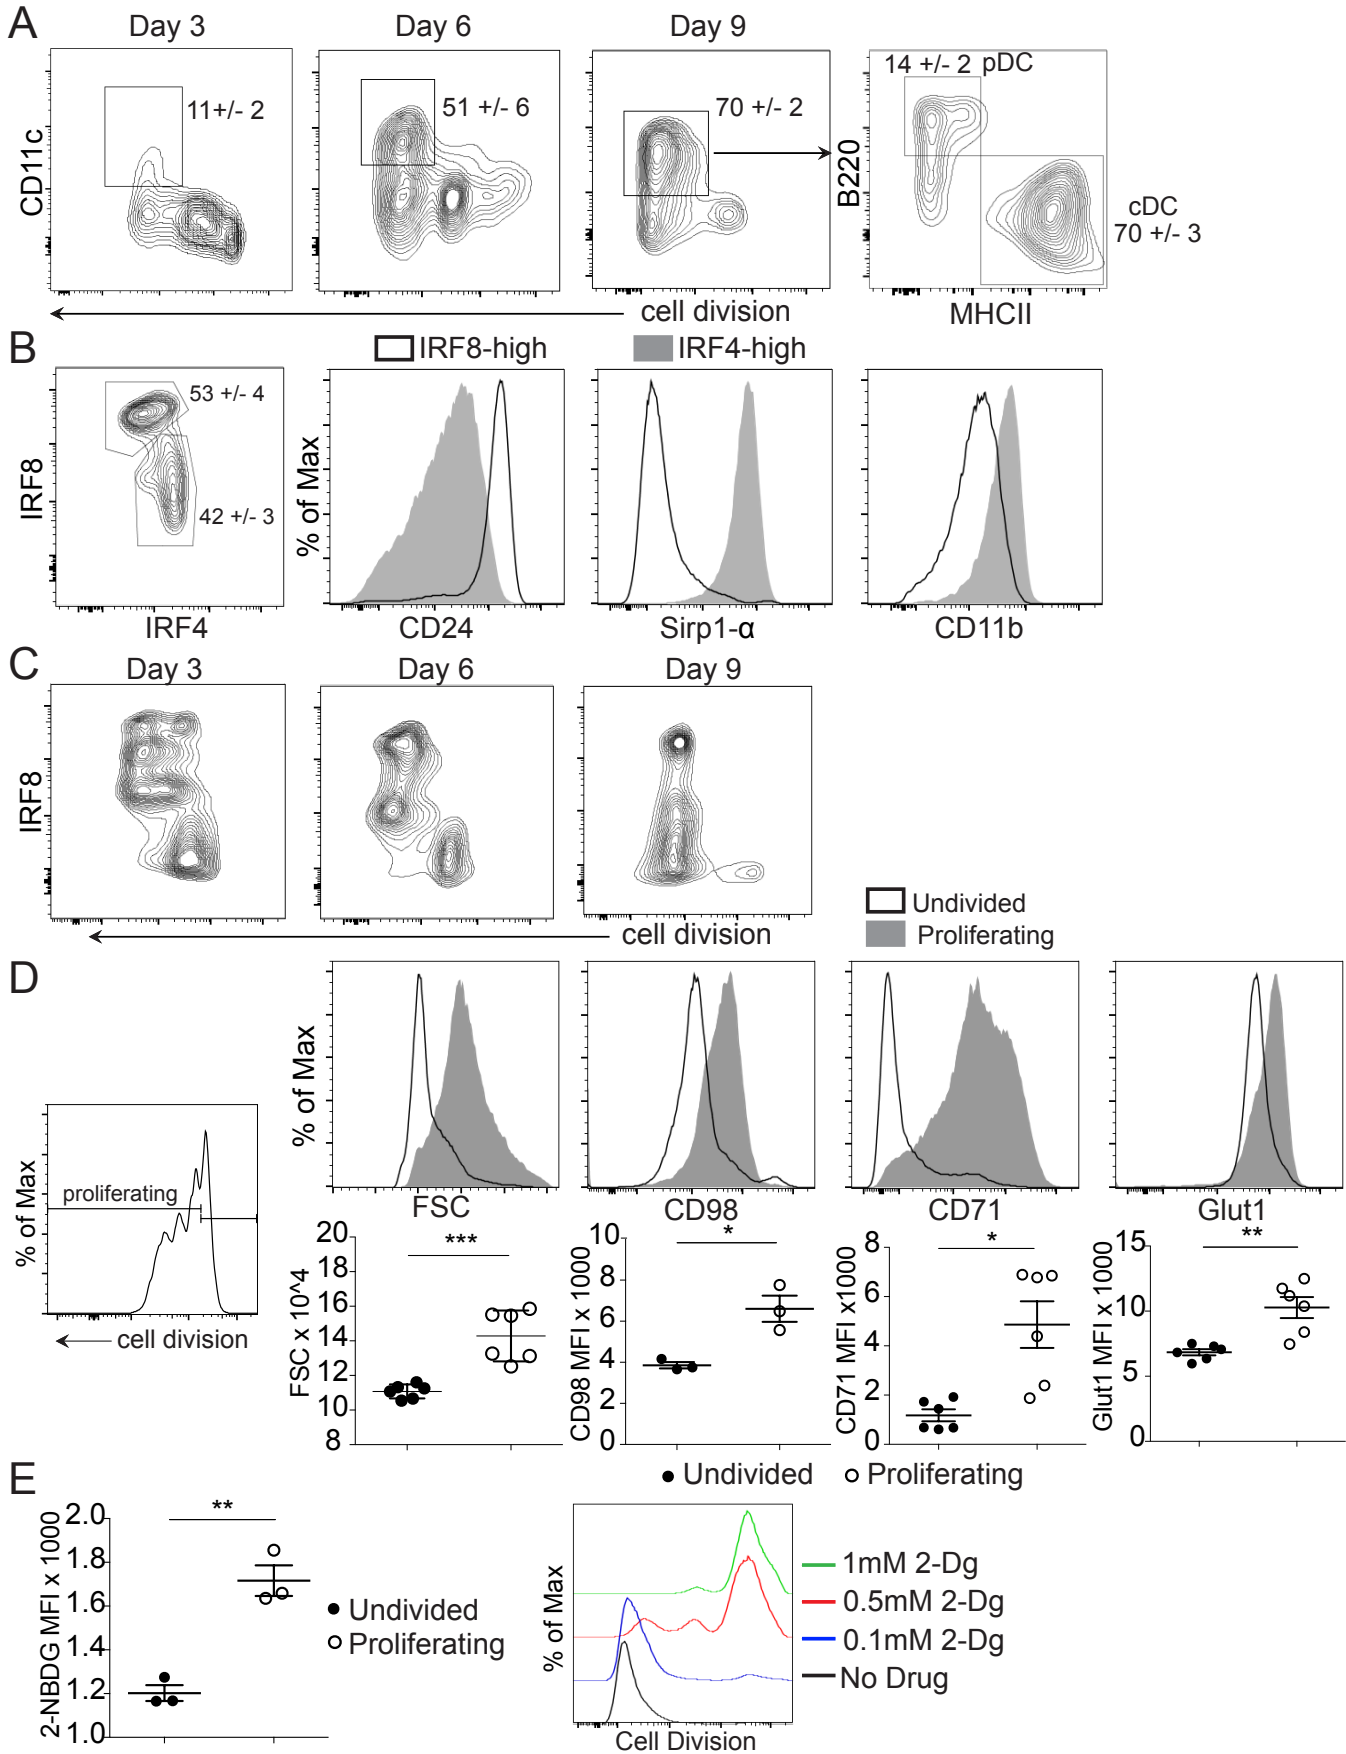 A
Day 3
Day 6
Day 9
CD11c
11+/- 2
51 +/- 6
70 +/- 2
14 +/- 2 pDC
B220
cDC
70 +/- 3
cell division
MHCII
B
IRF8-high
IRF4-high
IRF8
53 +/- 4
42 +/- 3
% of Max
IRF4
CD24
Sirp1-α
CD11b
C
Day 3
Day 6
Day 9
IRF8
cell division
Undivided
Proliferating
D
% of Max
proliferating
cell division
% of Max
FSC
CD98
CD71
Glut1
FSC x 10^4
20
18
16
14
12
10
8
***
CD98 MFI x 1000
10
8
6
4
2
0
*
CD71 MFI x1000
8
6
4
2
0
*
Glut1 MFI x 1000
15
10
5
0
**
Undivided
Proliferating
E
2-NBDG MFI x 1000
2.0
1.8
1.6
1.4
1.2
1.0
**
Undivided
Proliferating
% of Max
Cell Division
1mM 2-Dg
0.5mM 2-Dg
0.1mM 2-Dg
No Drug